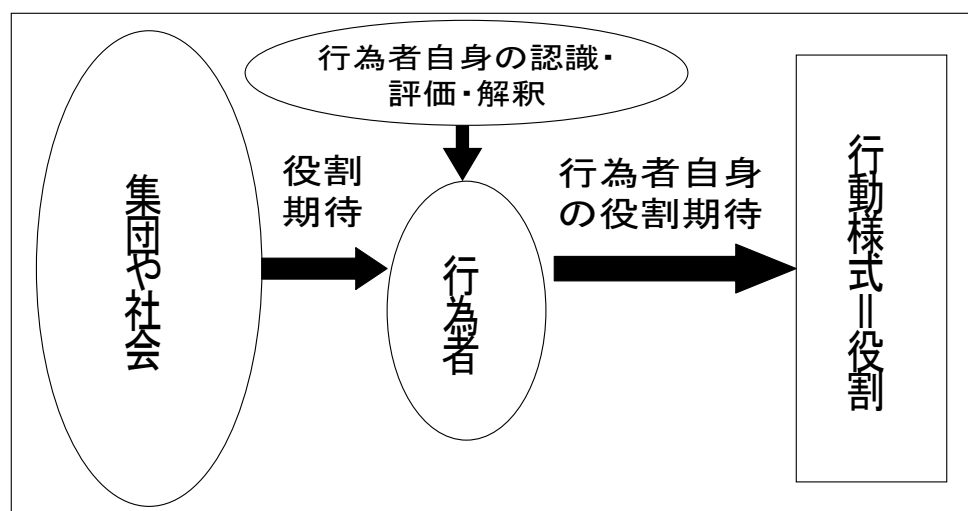 行為者自身の認識・
評価・解釈
集団や社会
役割
期待
行為者
行為者自身
の役割期待
行動様式＝役割